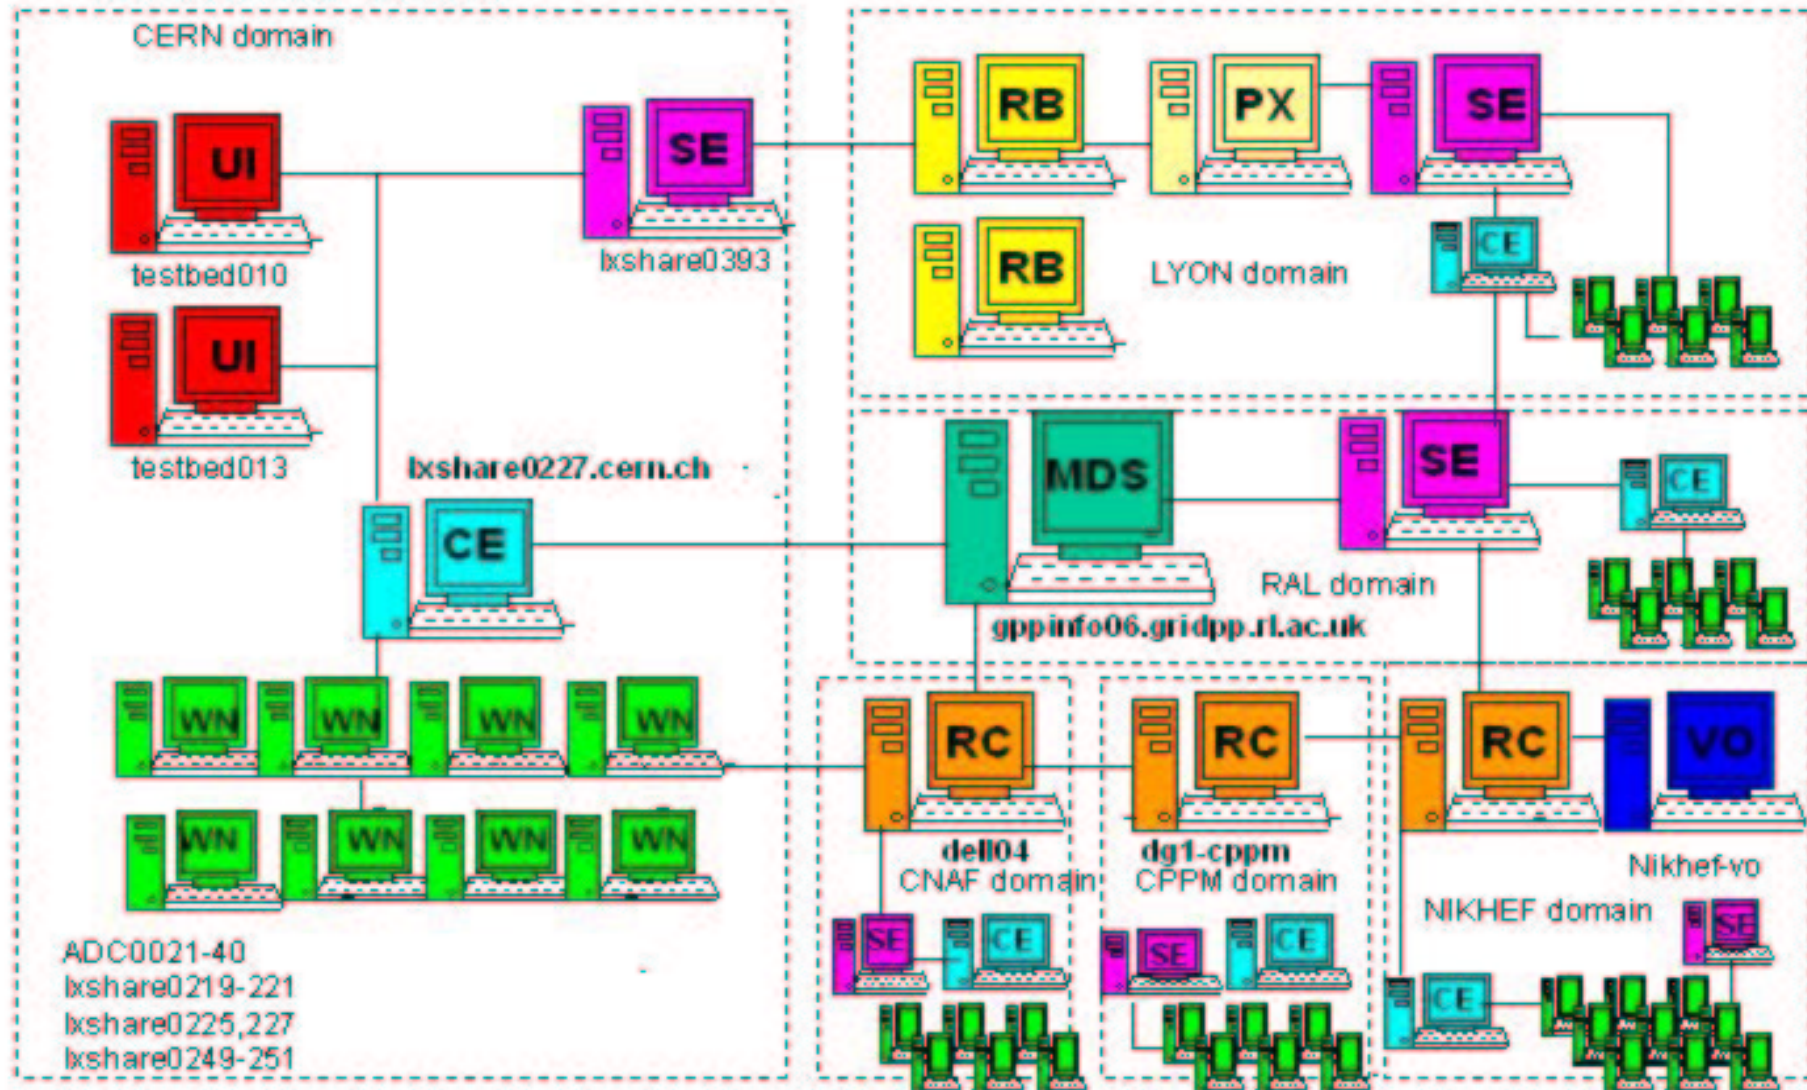 CERN domain
UI
testbed010
SE
lxshare0393
UI
testbed013
lxshare0227.cern.ch
CE
WN WN WN WN
WN WN WN WN
ADC0021-40
lxshare0219-221
lxshare0225,227
lxshare0249-251
RB PX SE
RB
LYON domain
CE
MDS SE CE
RAL domain
gppinfo06.gridpp.rl.ac.uk
RC
dell04
CNAF domain
SE CE
RC
dg1-cppm
CPPM domain
SE CE
RC VO
Nikhef-vo
NIKHEF domain
SE
CE